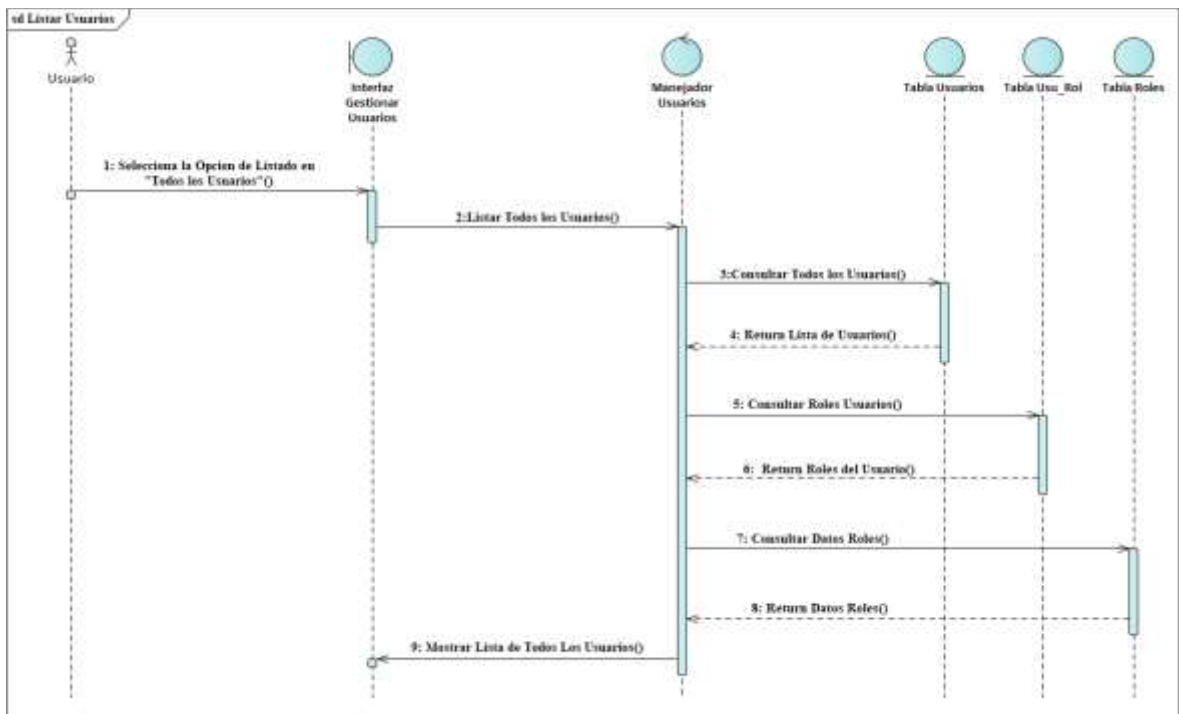 sd Listar Usuarios
Usuario
Interfaz
Gestionar
Usuarios
Manejador
Usuarios
Tabla Usuarios
Tabla Usu_Rol
Tabla Roles
1: Selecciona la Opcion de Listado en
"Todos los Usuarios"()
2:Listar Todos los Usuarios()
3:Consultar Todos los Usuarios()
4: Return Lista de Usuarios()
5: Consultar Roles Usuarios()
6: Return Roles del Usuario()
7: Consultar Datos Roles()
8: Return Datos Roles()
9: Mostrar Lista de Todos Los Usuarios()